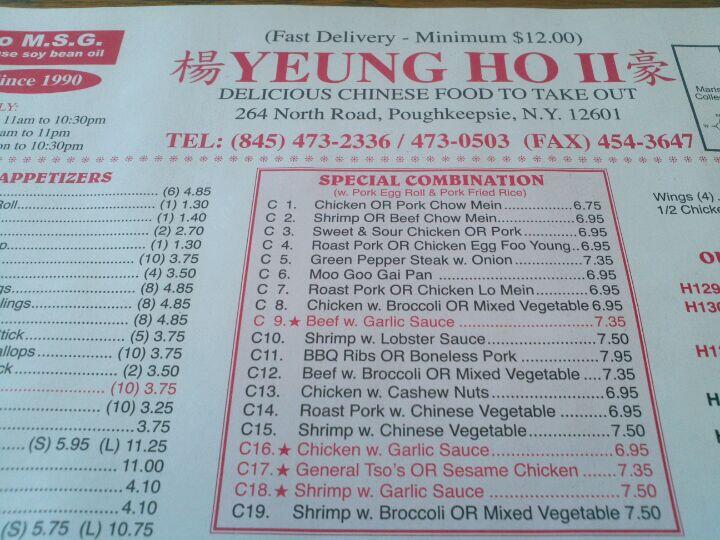 o M.S.G.
use soy bean oil
Since 1990
LY:
11am to 10:30pm
am to 11pm
on to 10:30pm
(Fast Delivery - Minimum $12.00)
楊 YEUNG HO II 豪
DELICIOUS CHINESE FOOD TO TAKE OUT
264 North Road, Poughkeepsie, N.Y. 12601
TEL: (845) 473-2336 / 473-0503 (FAX) 454-3647
Maris
Colle
APPETIZERS
(6) 4.85
Roll (1) 1.30
(1) 1.40
(2) 2.70
p (1) 1.30
(10) 3.75
(4) 3.50
gs (8) 4.85
lings (8) 4.85
(8) 4.85
Stick (5) 3.75
allops (10) 3.75
ck (2) 3.50
(10) 3.75
(10) 3.25
3.75
(S) 5.95 (L) 11.25
11.00
4.10
4.10
(S) 5.75 (L) 10.75
SPECIAL COMBINATION
(w. Pork Egg Roll & Pork Fried Rice)
C 1. Chicken OR Pork Chow Mein 6.75
C 2. Shrimp OR Beef Chow Mein 6.95
C 3. Sweet & Sour Chicken OR Pork 6.95
C 4. Roast Pork OR Chicken Egg Foo Young 6.95
C 5. Green Pepper Steak w. Onion 7.35
C 6. Moo Goo Gai Pan 6.95
C 7. Roast Pork OR Chicken Lo Mein 6.95
C 8. Chicken w. Broccoli OR Mixed Vegetable 6.95
C 9.★ Beef w. Garlic Sauce 7.35
C10. Shrimp w. Lobster Sauce 7.50
C11. BBQ Ribs OR Boneless Pork 7.95
C12. Beef w. Broccoli OR Mixed Vegetable 7.35
C13. Chicken w. Cashew Nuts 6.95
C14. Roast Pork w. Chinese Vegetable 6.95
C15. Shrimp w. Chinese Vegetable 7.50
C16.★ Chicken w. Garlic Sauce 6.95
C17.★ General Tso's OR Sesame Chicken 7.35
C18.★ Shrimp w. Garlic Sauce 7.50
C19. Shrimp w. Broccoli OR Mixed Vegetable 7.50
Wings (4)
1/2 Chicke
H129
H130
H13
H